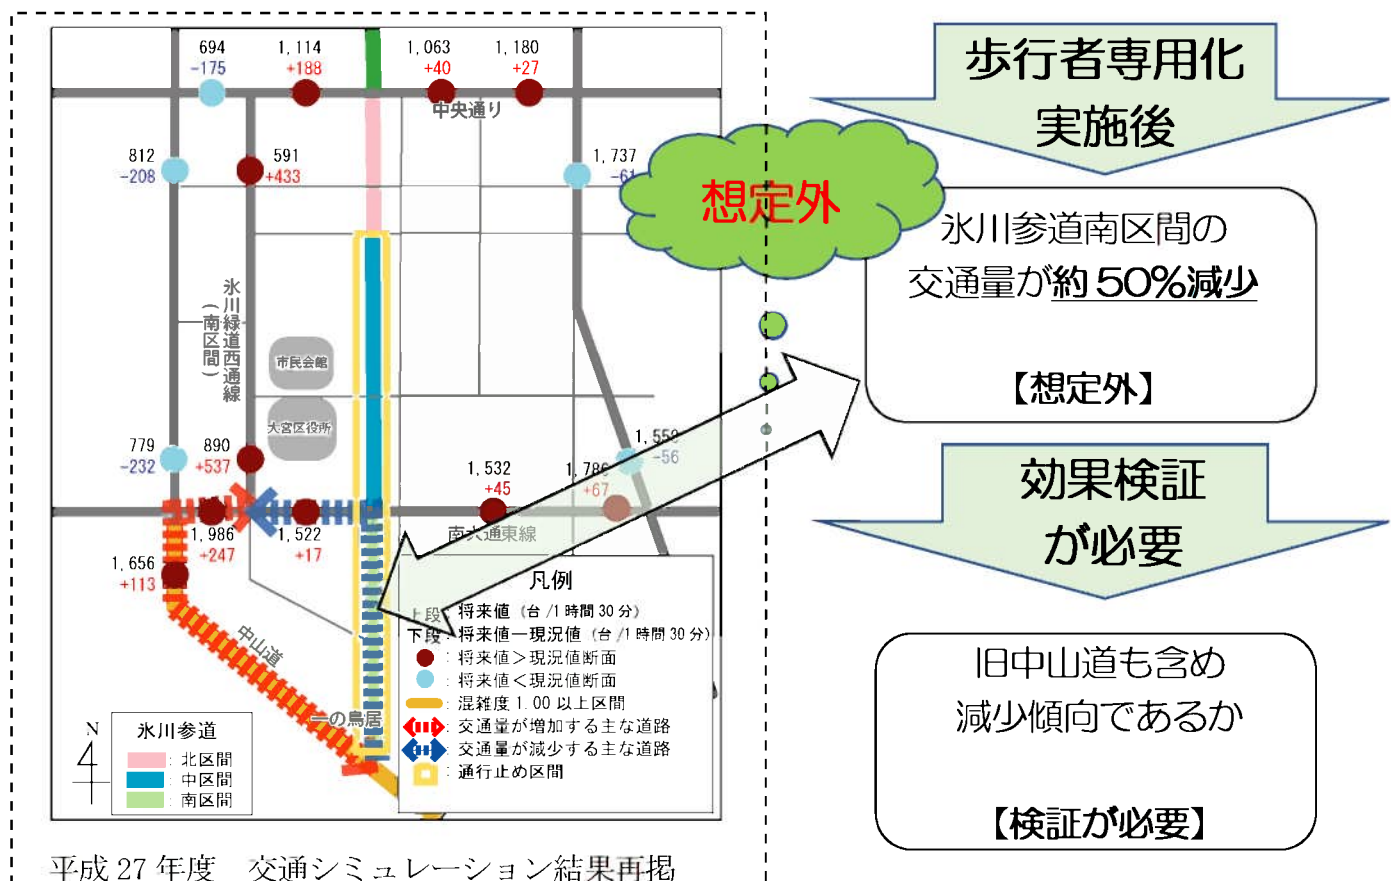 694
-175
1,114
+188
1,063
+40
1,180
+27
中央通り
812
-208
591
+433
1,737
-61
氷川緑道西通線
(南区間)
市民会館
大宮区役所
779
-232
890
+537
1,532
+45
1,786
+67
-56
南大通東線
1,986
+247
1,522
+17
1,656
+113
中山道
一の鳥居
N
氷川参道
: 北区間
: 中区間
: 南区間
凡例
上段: 将来値 (台/1時間30分)
下段: 将来値ー現況値 (台/1時間30分)
: 将来値>現況値断面
: 将来値<現況値断面
: 混雑度 1.00 以上区間
: 交通量が増加する主な道路
: 交通量が減少する主な道路
: 通行止め区間
平成 27 年度 交通シミュレーション結果再掲
想定外
歩行者専用化
実施後
氷川参道南区間の
交通量が約 50%減少
【想定外】
効果検証
が必要
旧中山道も含め
減少傾向であるか
【検証が必要】